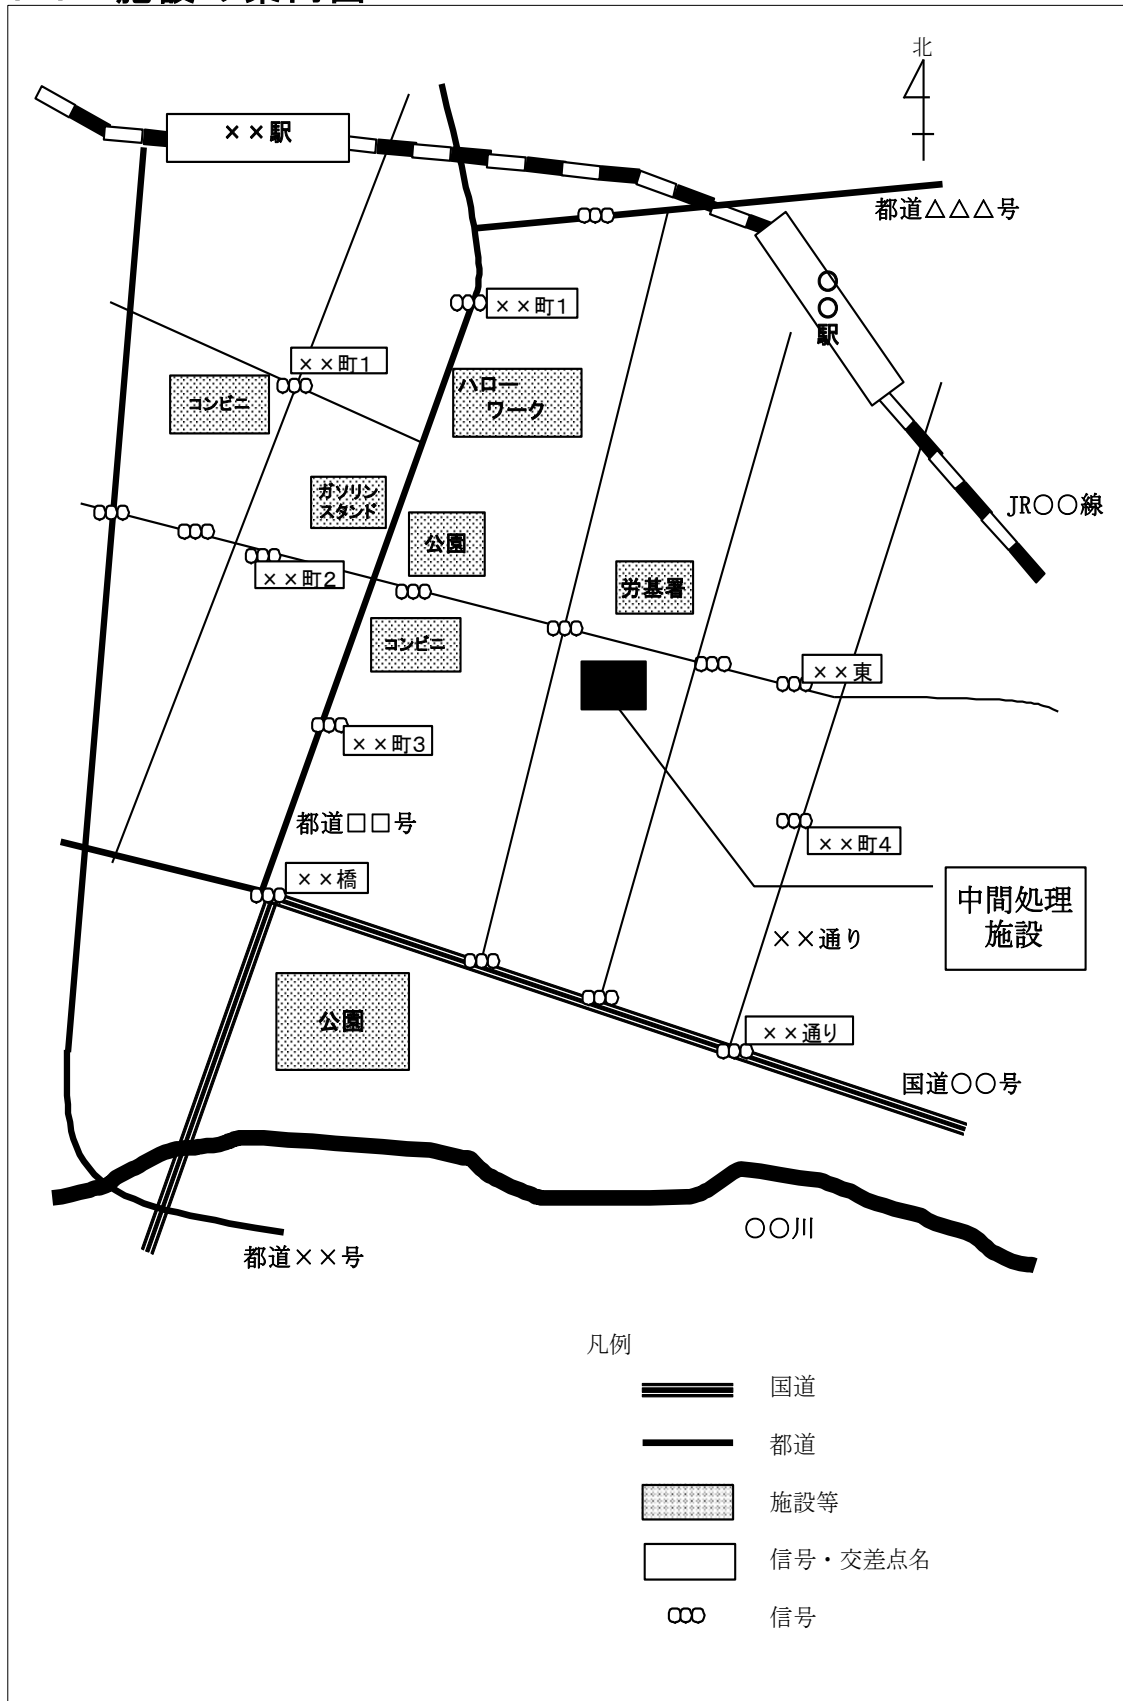 北
××駅
都道△△△号
○○駅
××町1
××町1
コンビニ
ハロー
ワーク
JR○○線
ガソリン
スタンド
公園
××町2
労基署
コンビニ
××東
××町3
都道□□号
××町4
××橋
中間処理
施設
××通り
公園
××通り
国道○○号
○○川
都道××号
凡例
国道
都道
施設等
信号・交差点名
信号